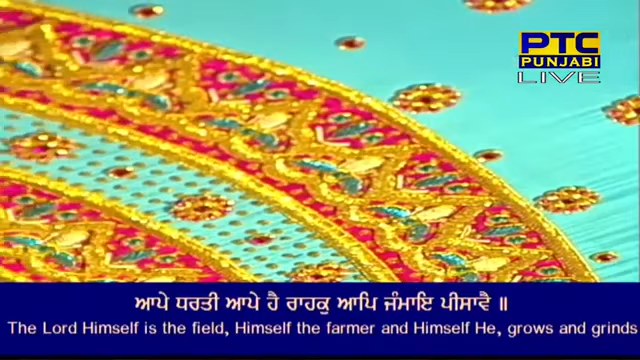 PTC
PUNJABI
LIVE
ਆਪੇ ਧਰਤੀ ਆਪੇ ਹੈ ਰਾਹਕੁ ਆਪਿ ਜੰਮਾਇ ਪੀਸਾਵੈ ॥
The Lord Himself is the field, Himself the farmer and Himself He, grows and grinds